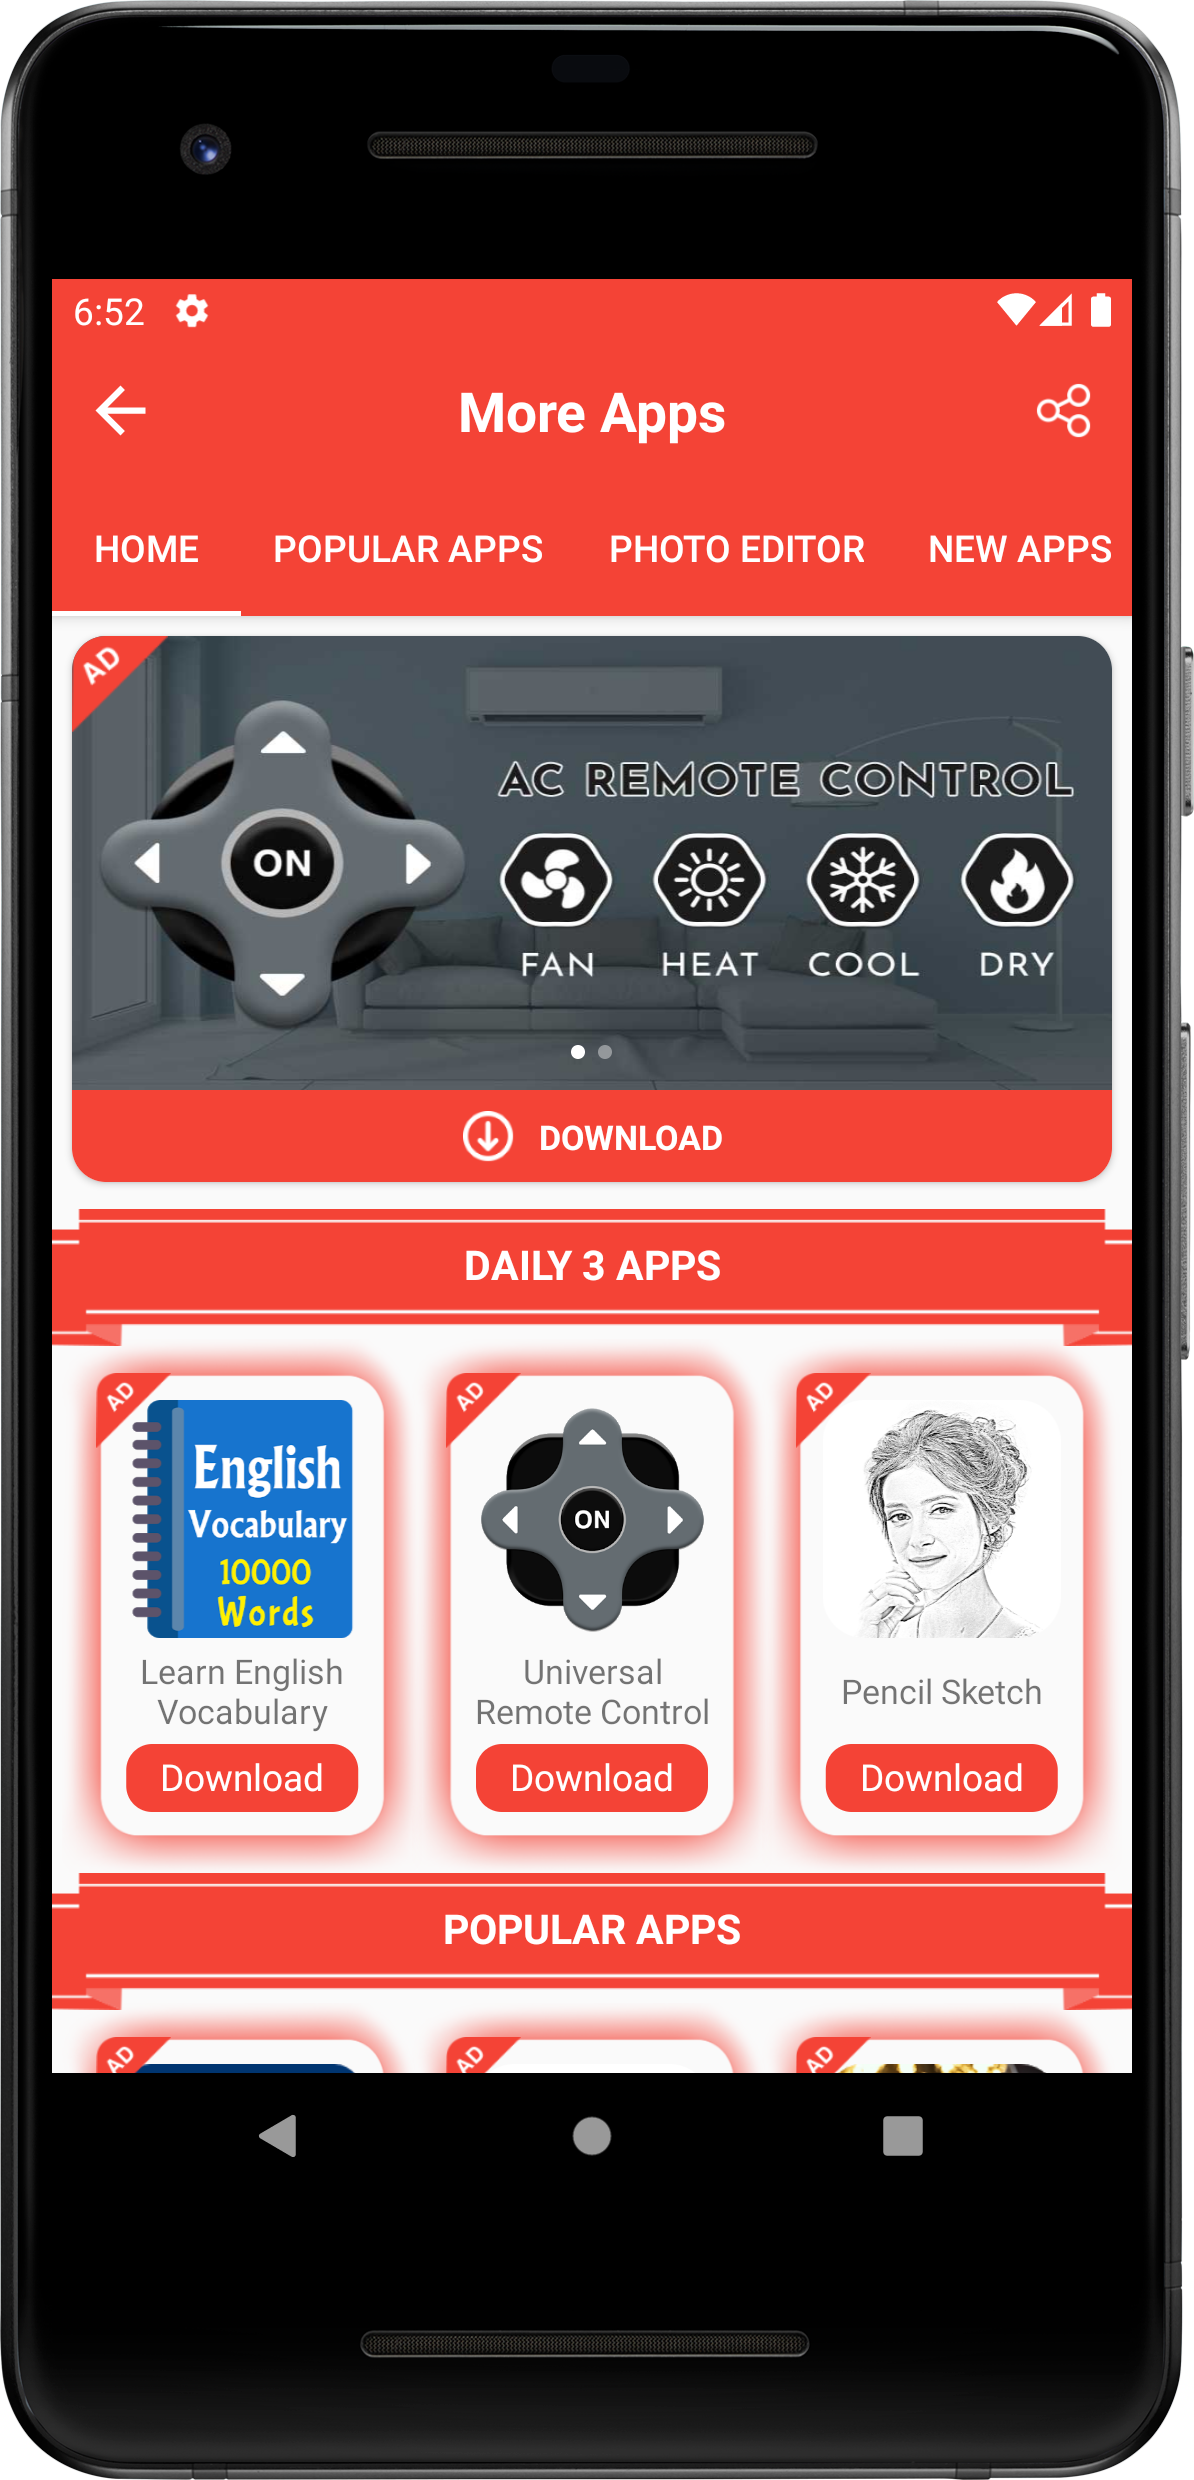 6:52
More Apps
HOME POPULAR APPS PHOTO EDITOR NEW APPS
AD
AC REMOTE CONTROL
ON
FAN HEAT COOL DRY
DOWNLOAD
DAILY 3 APPS
AD
English
Vocabulary
10000
Words
Learn English
Vocabulary
Download
AD
ON
Universal
Remote Control
Download
AD
Pencil Sketch
Download
POPULAR APPS
AD
AD
AD